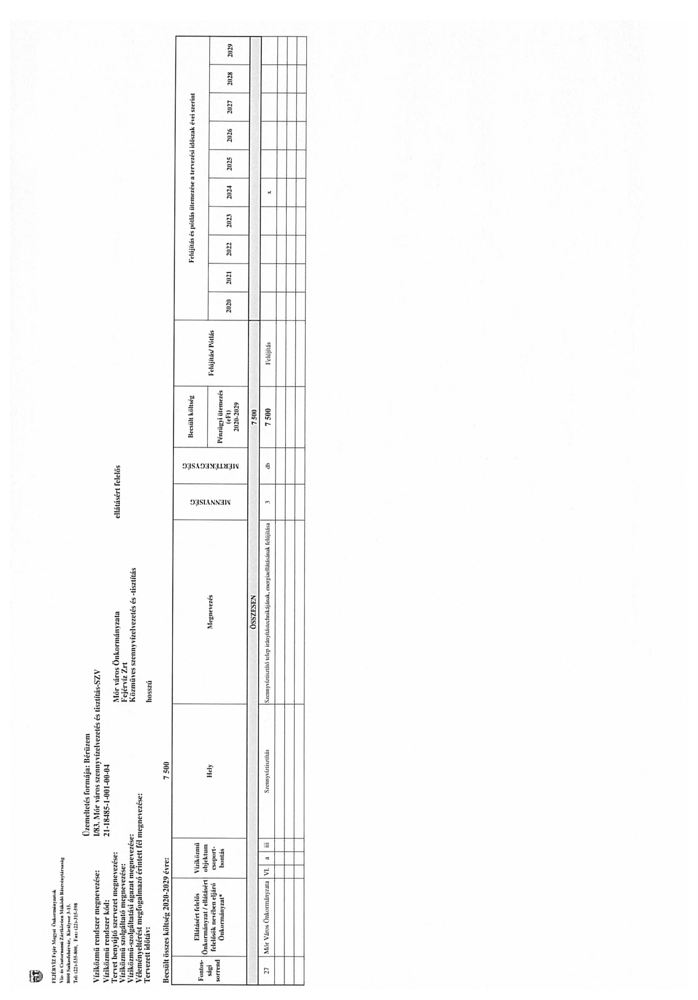 FEJÉRVÍZ Fejér Megyei Önkormányzatok
Víz- és Csatornamű Zártkörűen Működő Részvénytársaság
8000 Székesfehérvár, Királysor 3-15.
Tel: (22)-535-800, Fax: (22)-315-598
Üzemeltetés formája: Bérüzem
Víziközmű rendszer megnevezése: I/83. Mór város szennyvízelvezetés és tisztítás-SZV
Víziközmű rendszer kód: 21-18485-1-001-00-04
Tervet benyújtó szervezet megnevezése: Mór város Önkormányzata ellátásért felelős
Víziközmű szolgáltató megnevezése: Fejérvíz Zrt
Víziközmű-szolgáltatási ágazat megnevezése: Közműves szennyvízelvezetés és -tisztítás
Véleményeltérést megfogalmazó érintett fél megnevezése:
Tervezett időtáv: hosszú
Becsült összes költség 2020-2029 évre: 7 500
Fontos-
sági
sorrend
Ellátásért felelős
Önkormányzat / ellátásért
felelősök nevében eljáró
Önkormányzat*
Víziközmű
objektum
csoport-
bontás
Hely
Megnevezés
MENNYISÉG
MÉRTÉKEGYSÉG
Becsült költség
Pénzügyi ütemezés
(eFt)
2020-2029
Felújítás/ Pótlás
Felújítás és pótlás ütemezése a tervezési időszak évei szerint
2020 2021 2022 2023 2024 2025 2026 2027 2028 2029
ÖSSZESEN 7 500
27 Mór Város Önkormányzata VI. a iii Szennyvíztisztítás Szennyvíztisztító telep irányítástechnikájának, energiaellátásának felújítása 3 db 7 500 Felújítás x